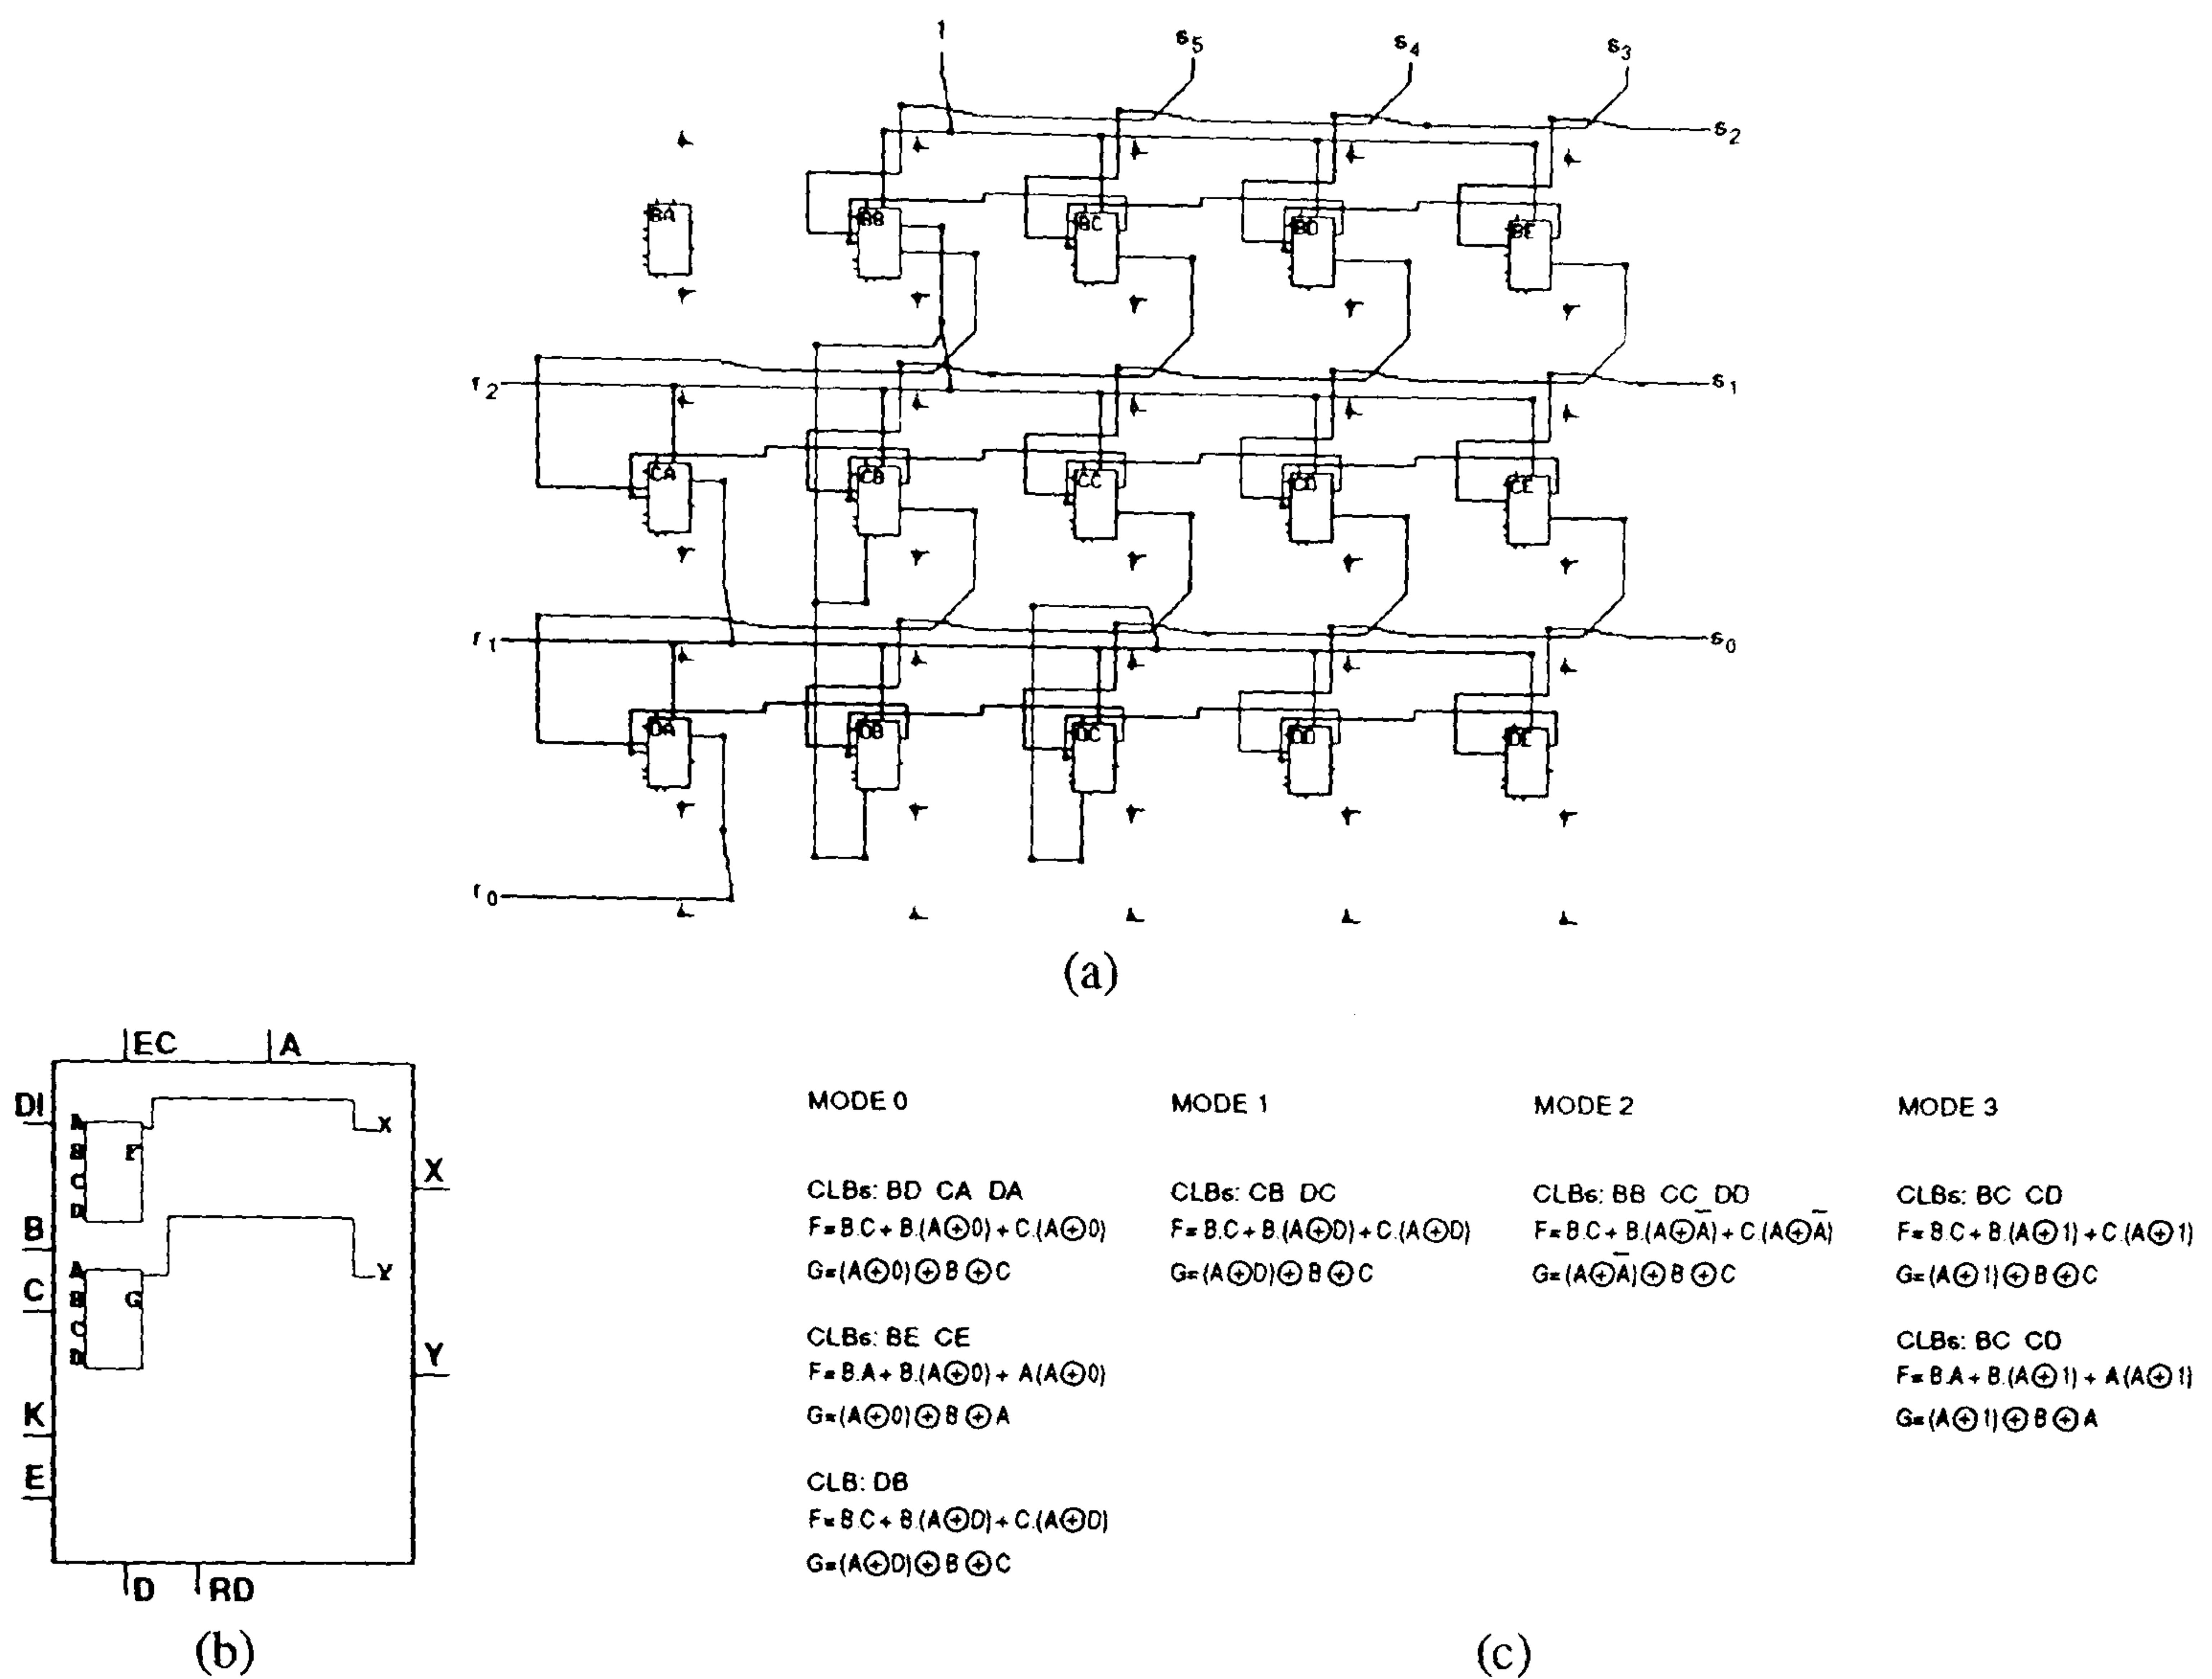 1
s5
s4
s3
s2
BA
BB
BC
BD
BE
r2
s1
CA
CB
CC
CD
CE
r1
s0
DA
DB
DC
DD
DE
r0
(a)
EC
A
DI
A
B
C
D
F
X
X
B
A
B
C
D
G
Y
C
Y
K
E
D
RD
(b)
MODE 0
MODE 1
MODE 2
MODE 3
CLBs: BD CA DA
F=B.C+B.(A⊕0)+C.(A⊕0)
G=(A⊕0)⊕B⊕C
CLBs: CB DC
F=B.C+B.(A⊕D)+C.(A⊕D)
G=(A⊕D)⊕B⊕C
CLBs: BB CC DD
F=B.C+B.(A⊕A̅)+C.(A⊕A̅)
G=(A⊕A̅)⊕B⊕C
CLBs: BC CD
F=B.C+B.(A⊕1)+C.(A⊕1)
G=(A⊕1)⊕B⊕C
CLBs: BE CE
F=B.A+B.(A⊕0)+A(A⊕0)
G=(A⊕0)⊕B⊕A
CLBs: BC CD
F=B.A+B.(A⊕1)+A(A⊕1)
G=(A⊕1)⊕B⊕A
CLB: DB
F=B.C+B.(A⊕D)+C.(A⊕D)
G=(A⊕D)⊕B⊕C
(c)